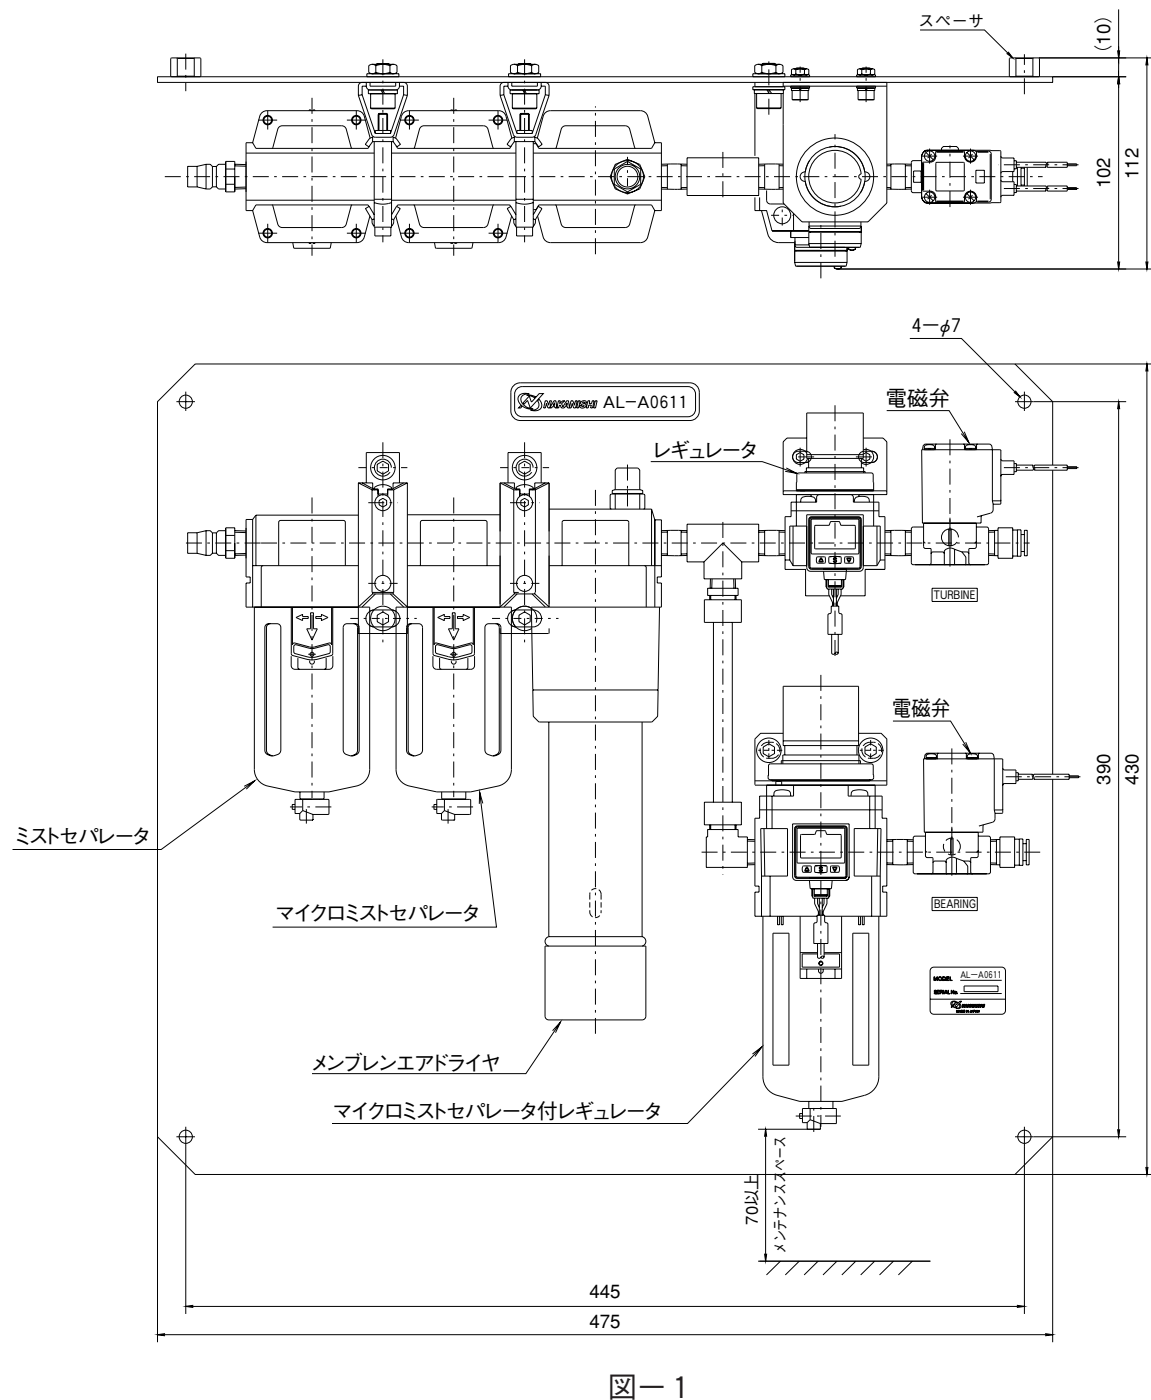 スペーサ
(10)
102
112
4—φ7
NAKANISHI AL−A0611
電磁弁
レギュレータ
TURBINE
電磁弁
390
430
ミストセパレータ
マイクロミストセパレータ
BEARING
MODEL AL−A0611
SERIAL No.
NAKANISHI
メンブレンエアドライヤ
マイクロミストセパレータ付レギュレータ
70以上
メンテナンススペース
445
475
図−1